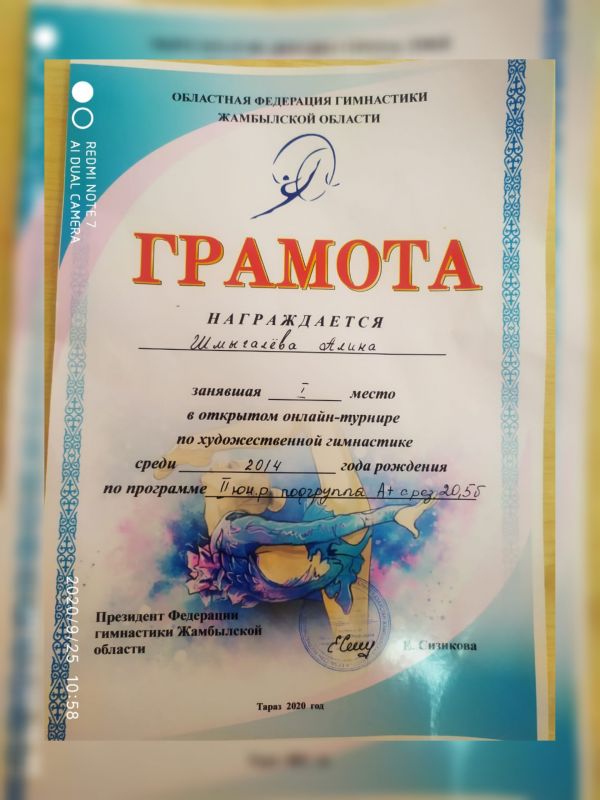 ОБЛАСТНАЯ ФЕДЕРАЦИЯ ГИМНАСТИКИ
ЖАМБЫЛСКОЙ ОБЛАСТИ
ГРАМОТА
НАГРАЖДАЕТСЯ
Шмыгалёва Алина
занявшая I место
в открытом онлайн-турнире
по художественной гимнастике
среди 2014 года рождения
по программе II юн.р. подгруппа А+ с рез. 20,5б
Президент Федерации
гимнастики Жамбылской
области
Е. Сизикова
Тараз 2020 год
REDMI NOTE 7
AI DUAL CAMERA
2020/9/25 10:58